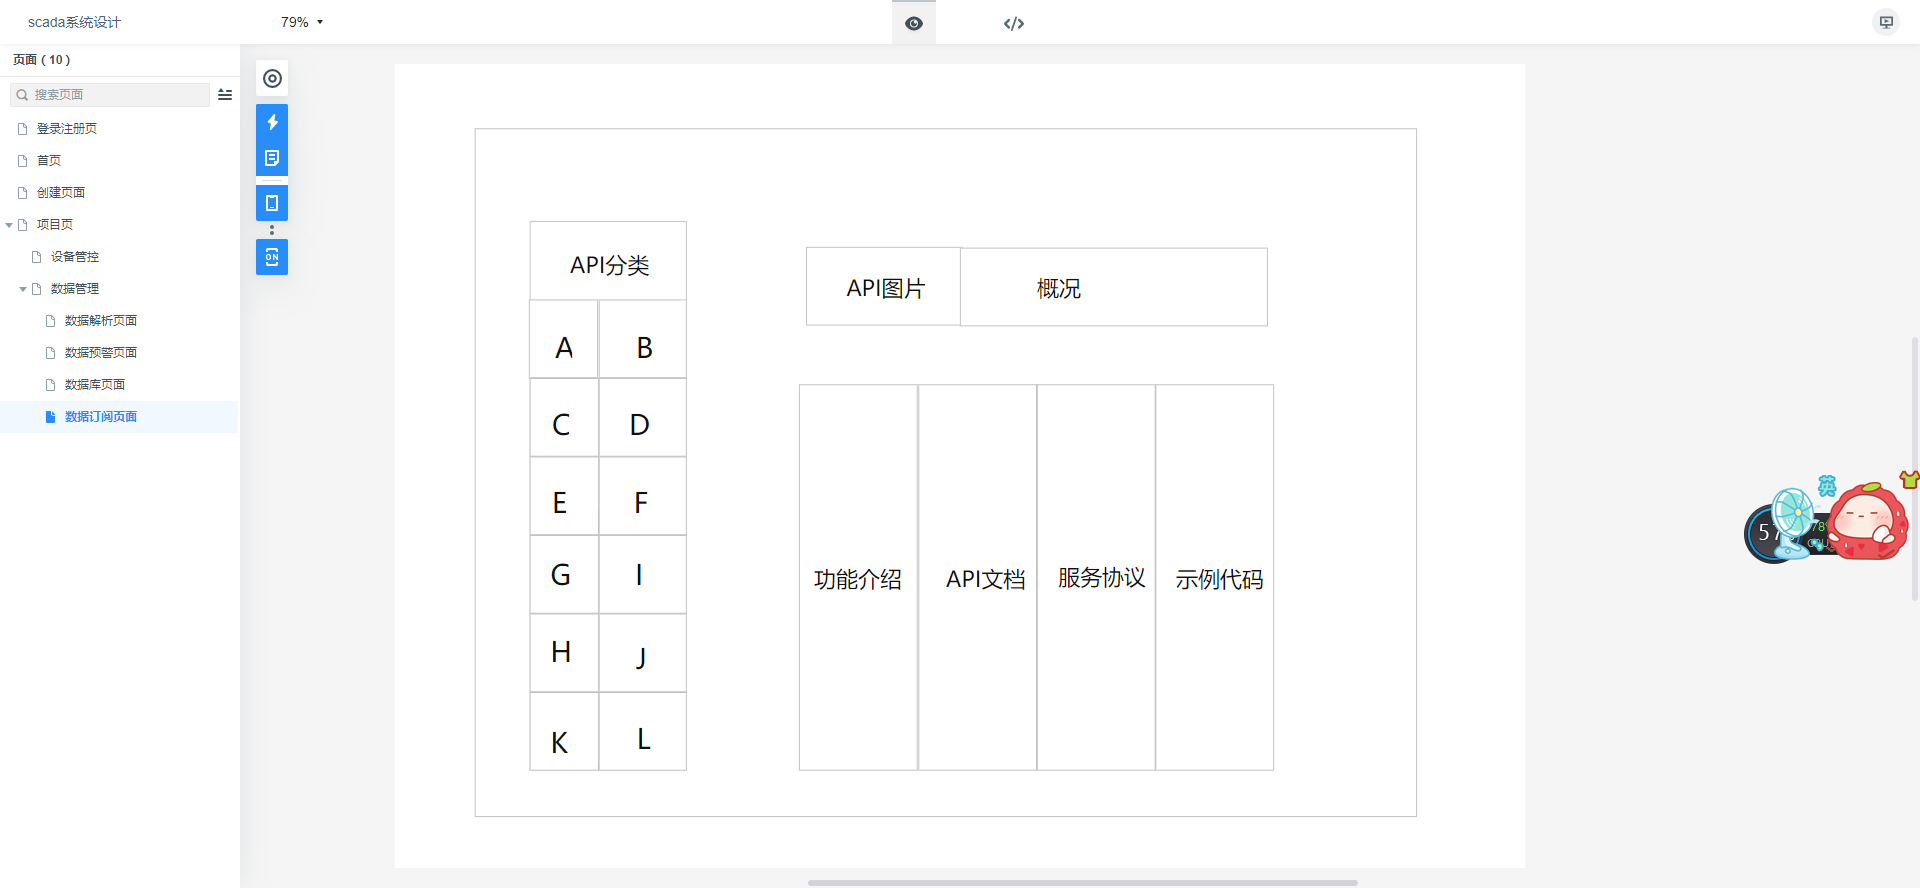 scada系统设计
79%
页面（10）
搜索页面
登录注册页
首页
创建页面
项目页
设备管控
数据管理
数据解析页面
数据预警页面
数据库页面
数据订阅页面
ON
API分类
A B
C D
E F
G I
H J
K L
API图片 概况
功能介绍 API文档 服务协议 示例代码
英